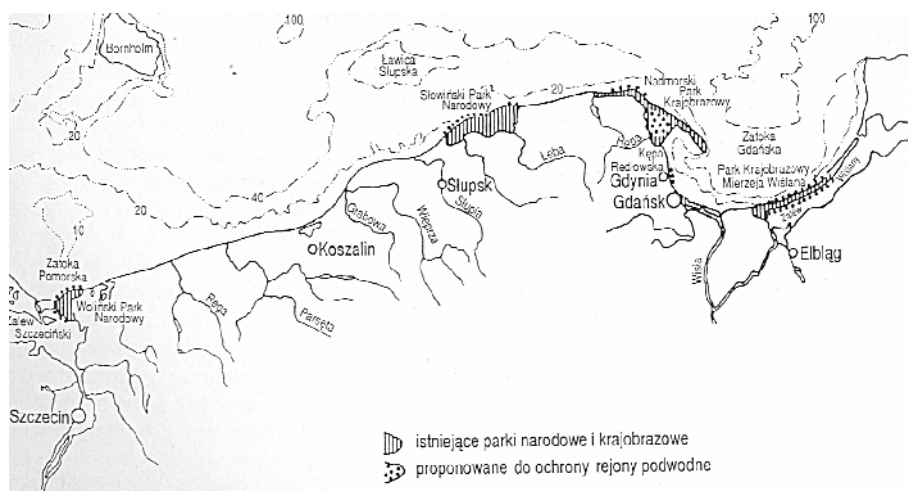 100
100
Bornholm
Ławica
Słupska
Nadmorski
Park
Krajobrazowy
Słowiński Park
Narodowy
20
20
Zatoka
Gdańska
Reda
Łeba
Kępa
Redłowska
Park Krajobrazowy
Mierzeja Wiślana
Gdynia
Słupsk
Gdańsk
40
20
Zalew
Wiślany
Słupia
Wieprza
Grabowa
10
Koszalin
Elbląg
Zatoka
Pomorska
Wisła
Woliński Park
Narodowy
Zalew
Szczeciński
Rega
Parsęta
Szczecin
istniejące parki narodowe i krajobrazowe
proponowane do ochrony rejony podwodne